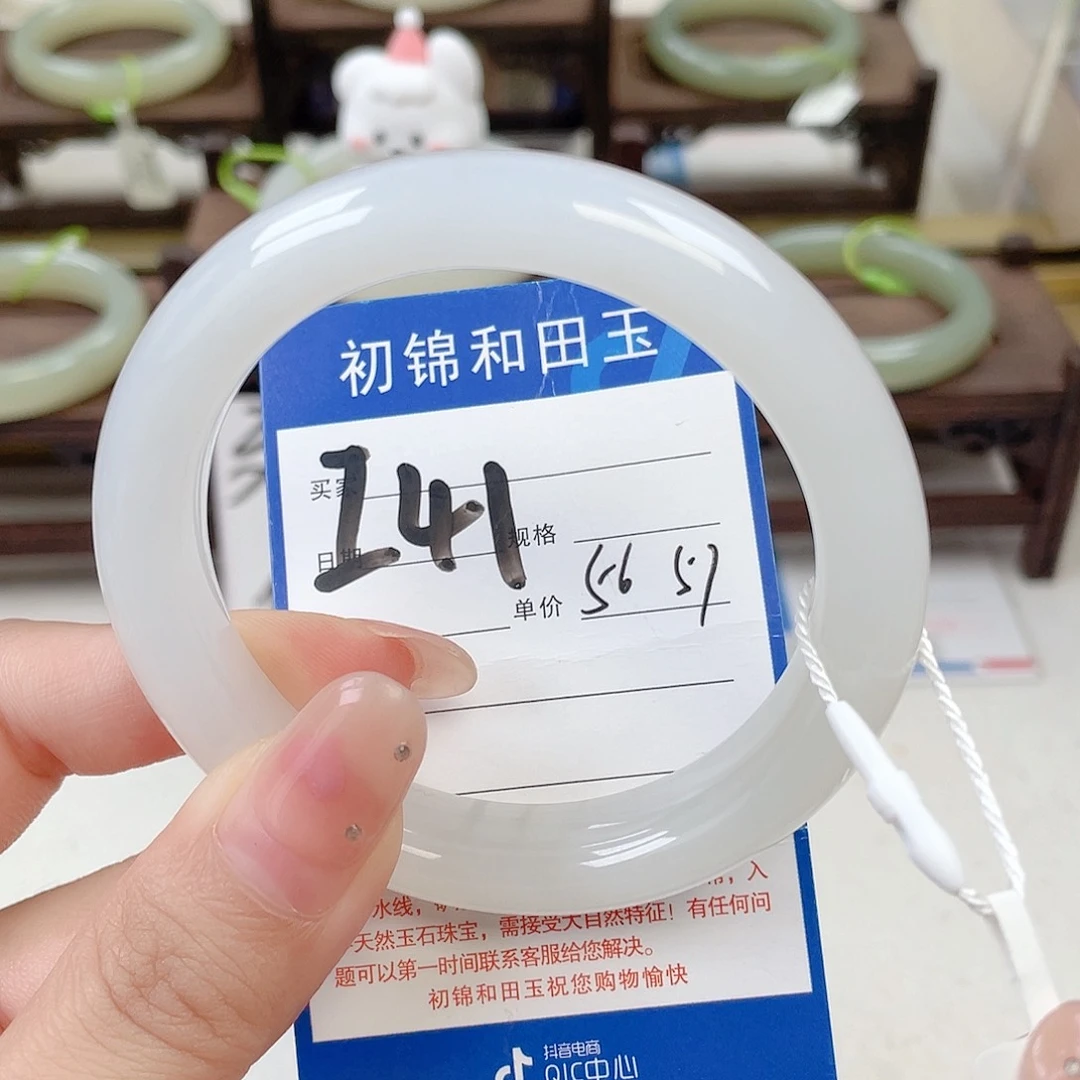 初锦和田玉
买家
Z41
日期
规格
单价 56 57
水线，
天然玉石珠宝，需接受大自然特征！有任何问
题可以第一时间联系客服给您解决。
初锦和田玉祝您购物愉快
抖音电商
QIC中心